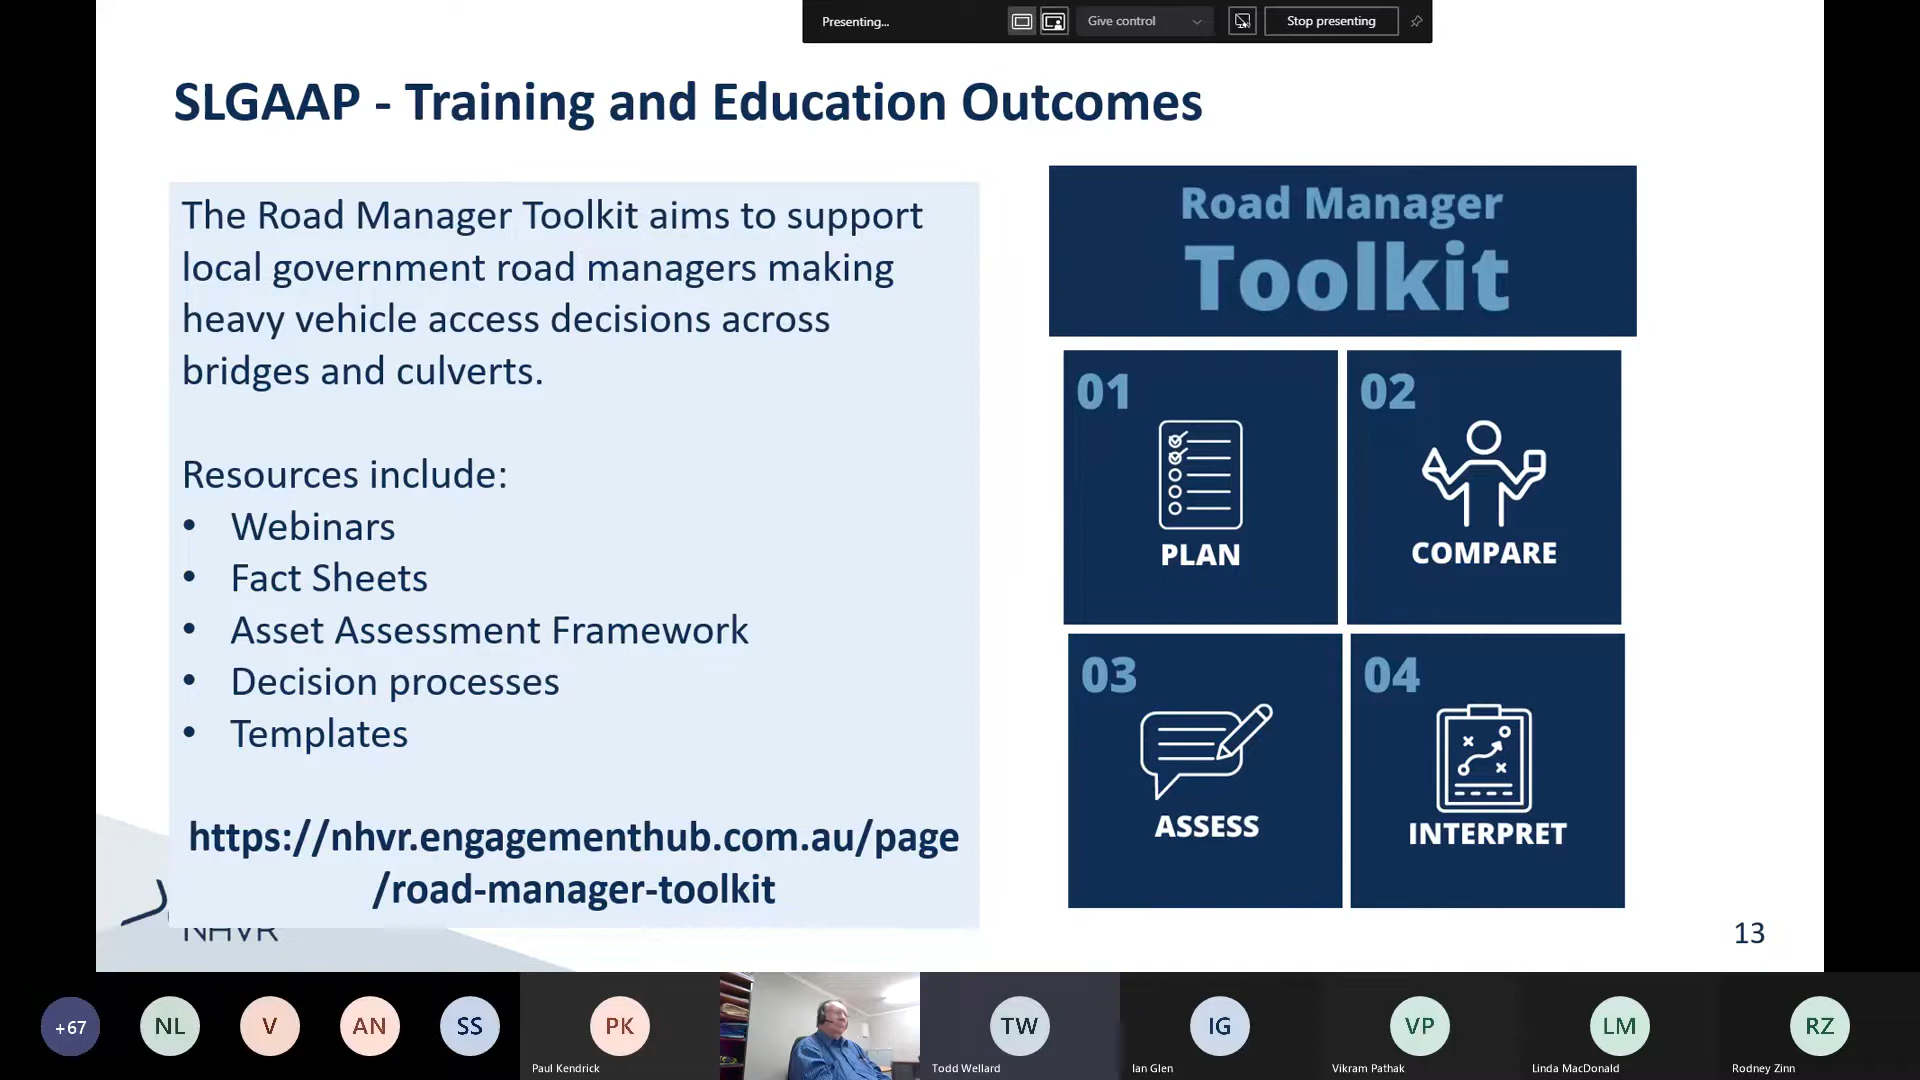 Presenting...
Give control
Stop presenting
SLGAAP - Training and Education Outcomes
The Road Manager Toolkit aims to support
local government road managers making
heavy vehicle access decisions across
bridges and culverts.
Resources include:
• Webinars
• Fact Sheets
• Asset Assessment Framework
• Decision processes
• Templates
https://nhvr.engagementhub.com.au/page
/road-manager-toolkit
NHVR
Road Manager
Toolkit
01
PLAN
02
COMPARE
03
ASSESS
04
INTERPRET
13
+67
NL
V
AN
SS
PK
Paul Kendrick
TW
Todd Wellard
IG
Ian Glen
VP
Vikram Pathak
LM
Linda MacDonald
RZ
Rodney Zinn